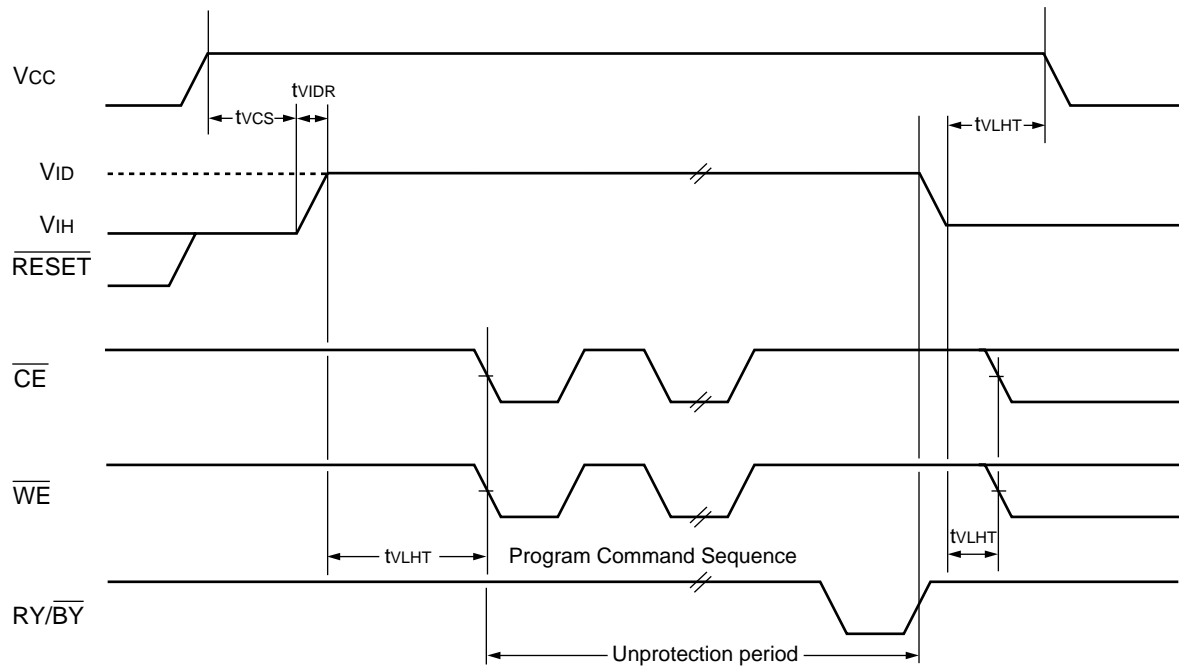 VCC
tVIDR
tVCS
tVLHT
VID
VIH
RESET
CE
WE
tVLHT
Program Command Sequence
tVLHT
RY/BY
Unprotection period